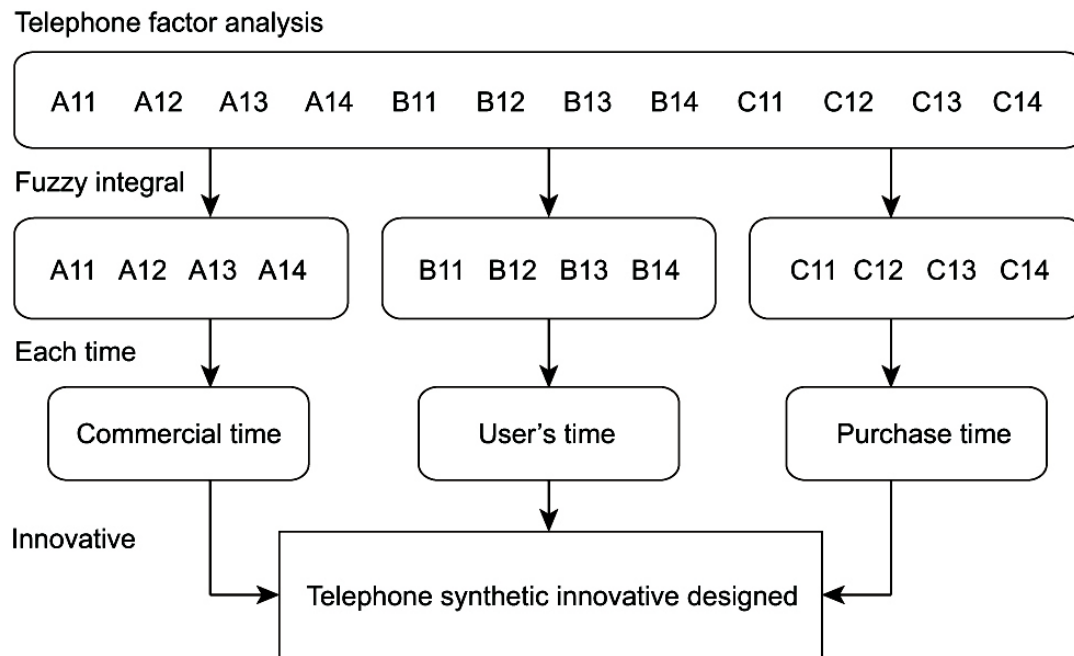 Telephone factor analysis
A11 A12 A13 A14 B11 B12 B13 B14 C11 C12 C13 C14
Fuzzy integral
A11 A12 A13 A14
B11 B12 B13 B14
C11 C12 C13 C14
Each time
Commercial time
User's time
Purchase time
Innovative
Telephone synthetic innovative designed